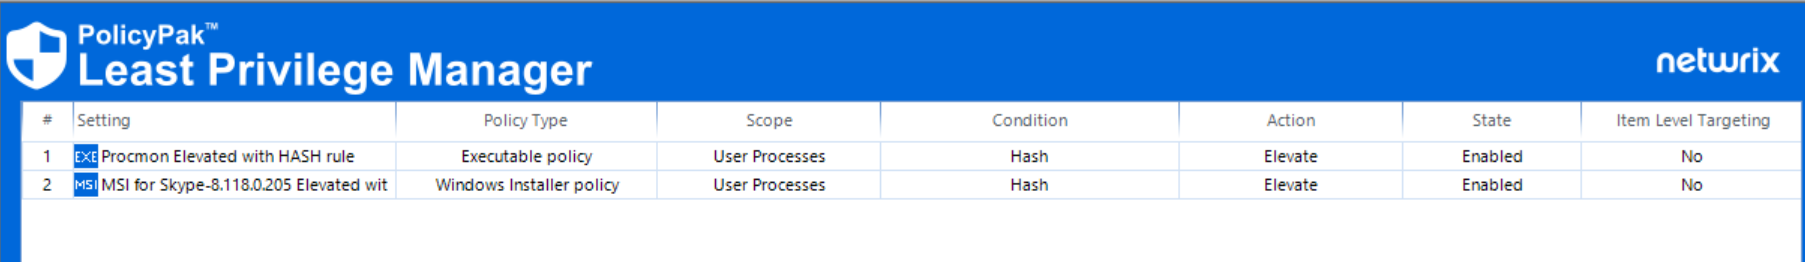 PolicyPak™
Least Privilege Manager
netwrix
# Setting Policy Type Scope Condition Action State Item Level Targeting
1 EXE Procmon Elevated with HASH rule Executable policy User Processes Hash Elevate Enabled No
2 MSI MSI for Skype-8.118.0.205 Elevated wit Windows Installer policy User Processes Hash Elevate Enabled No